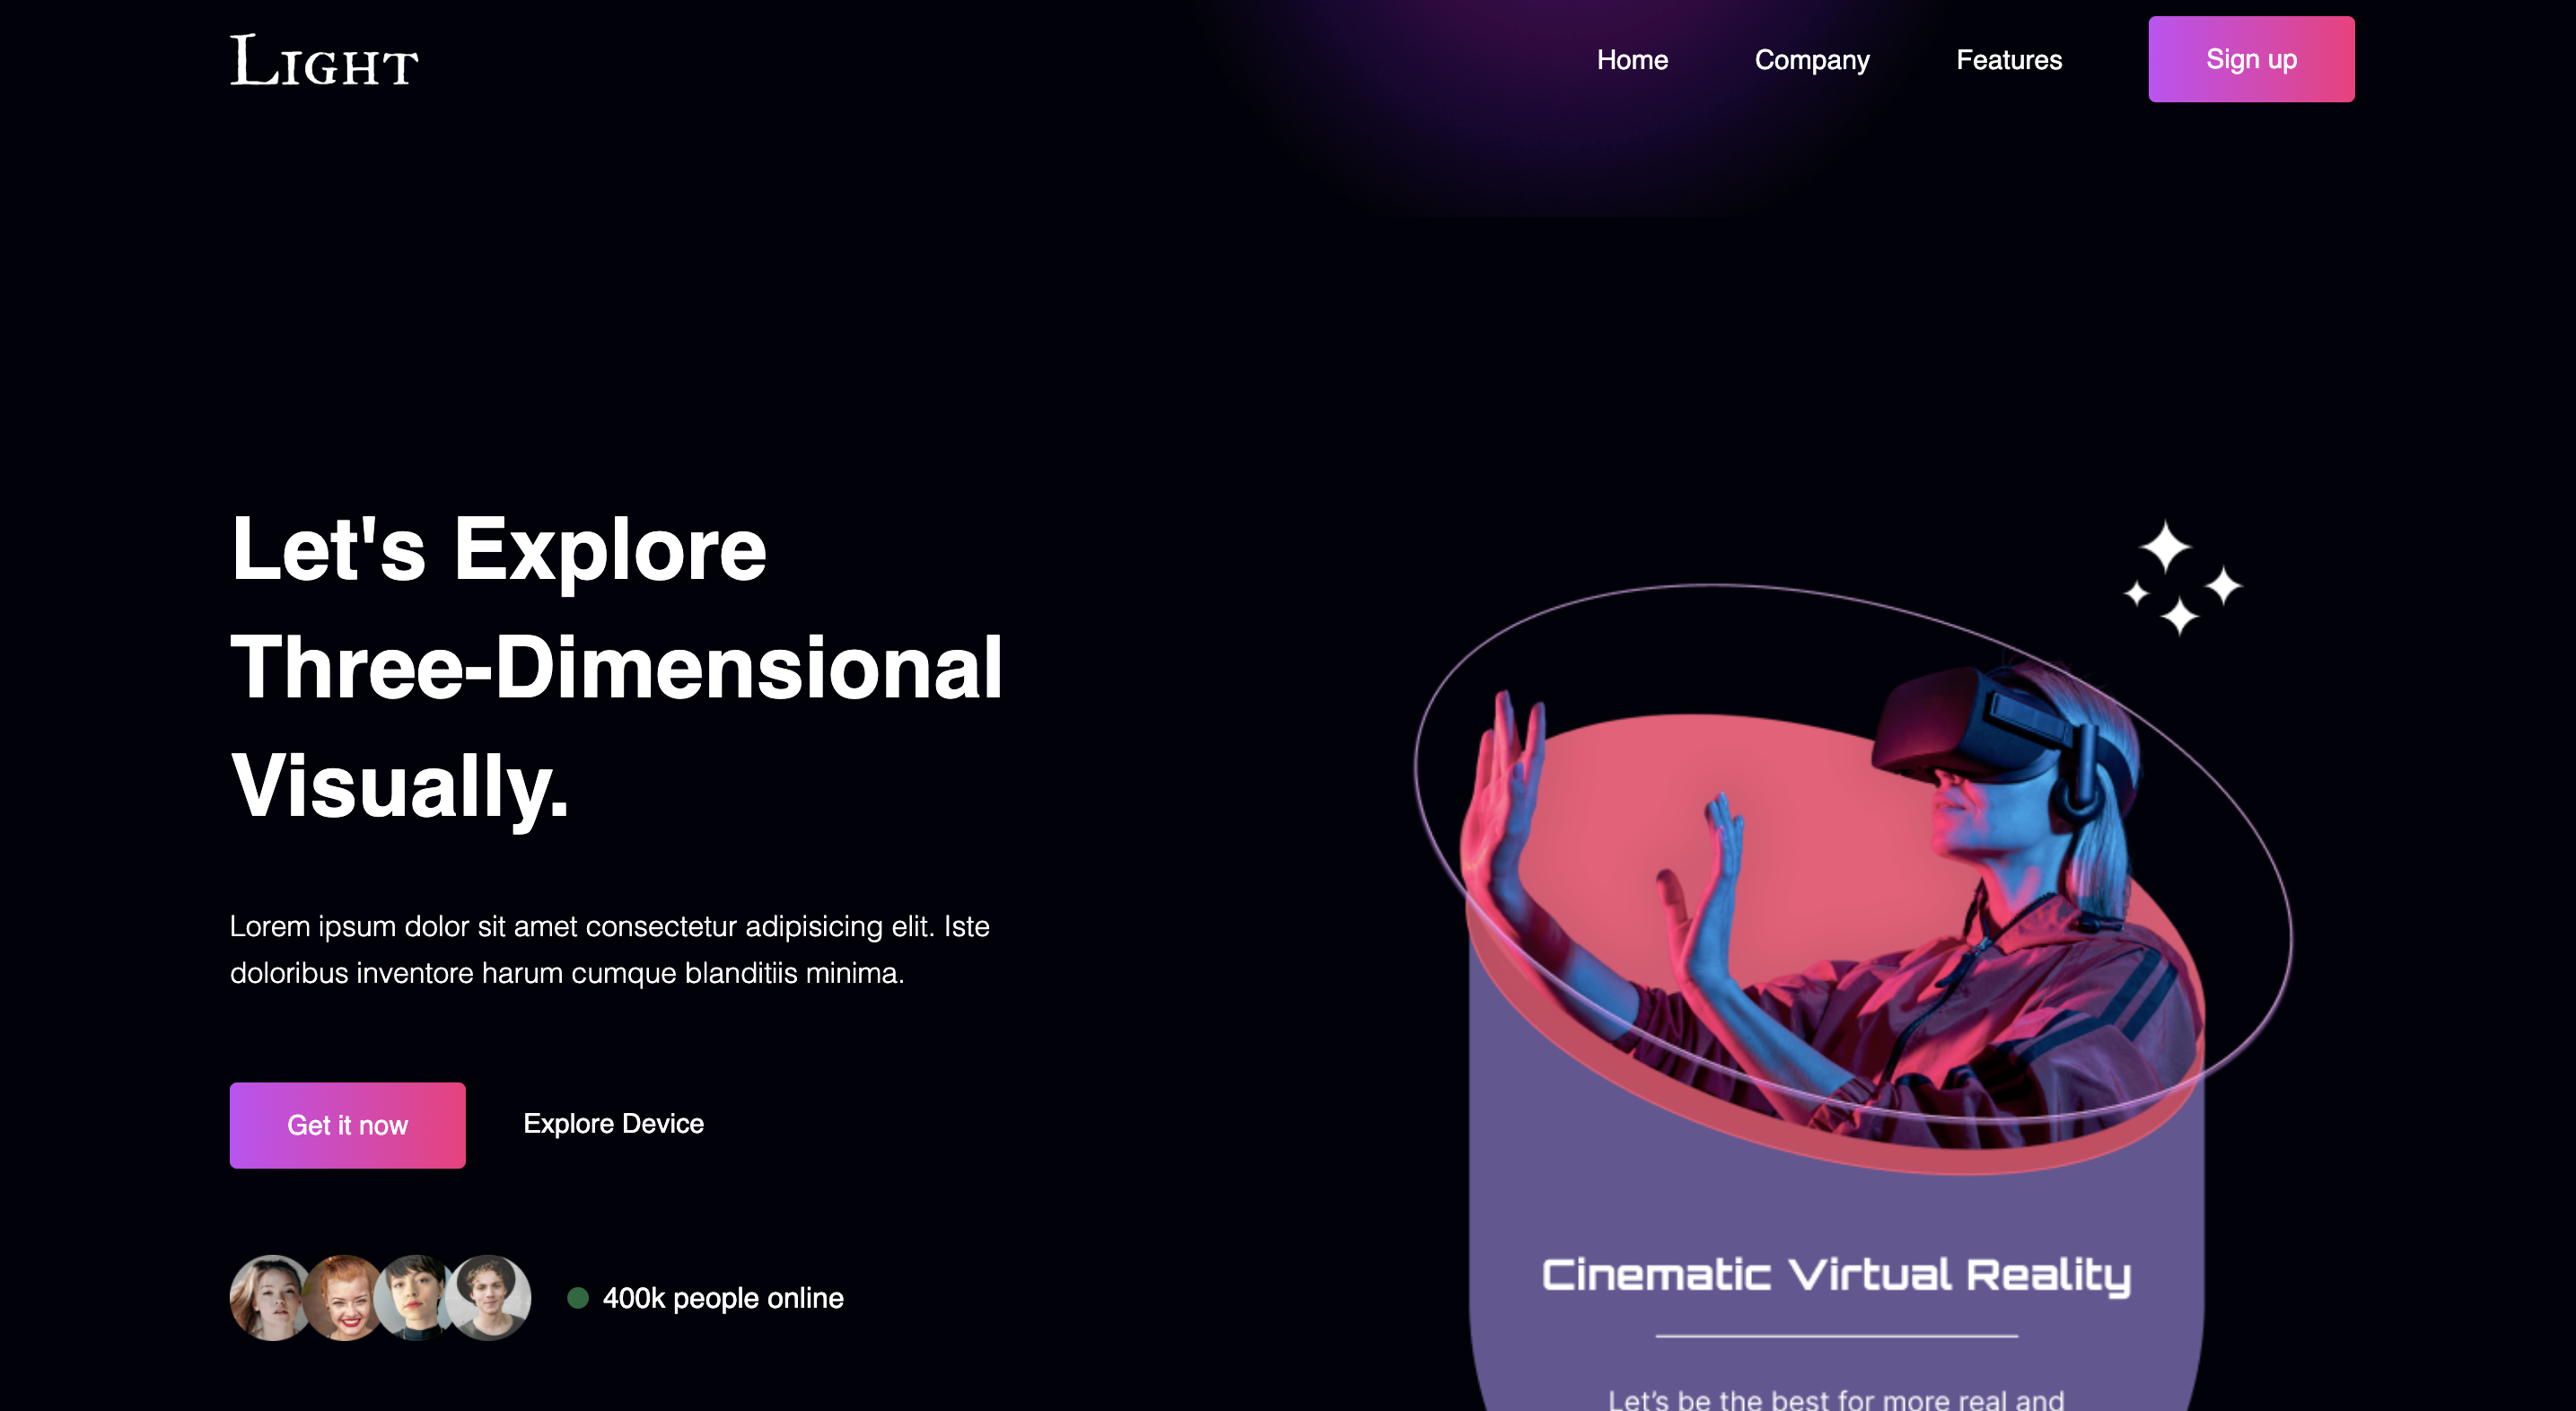 Light
Home
Company
Features
Sign up
Let's Explore
Three-Dimensional
Visually.
Lorem ipsum dolor sit amet consectetur adipisicing elit. Iste
doloribus inventore harum cumque blanditiis minima.
Get it now
Explore Device
400k people online
Cinematic Virtual Reality
Let's be the best for more real and